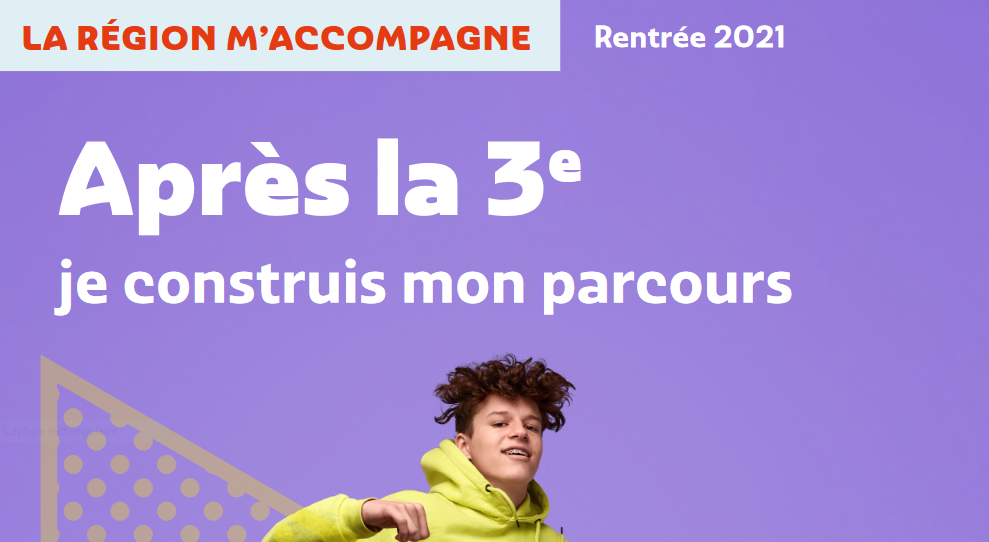 LA RÉGION M'ACCOMPAGNE
Rentrée 2021
Après la 3e
je construis mon parcours